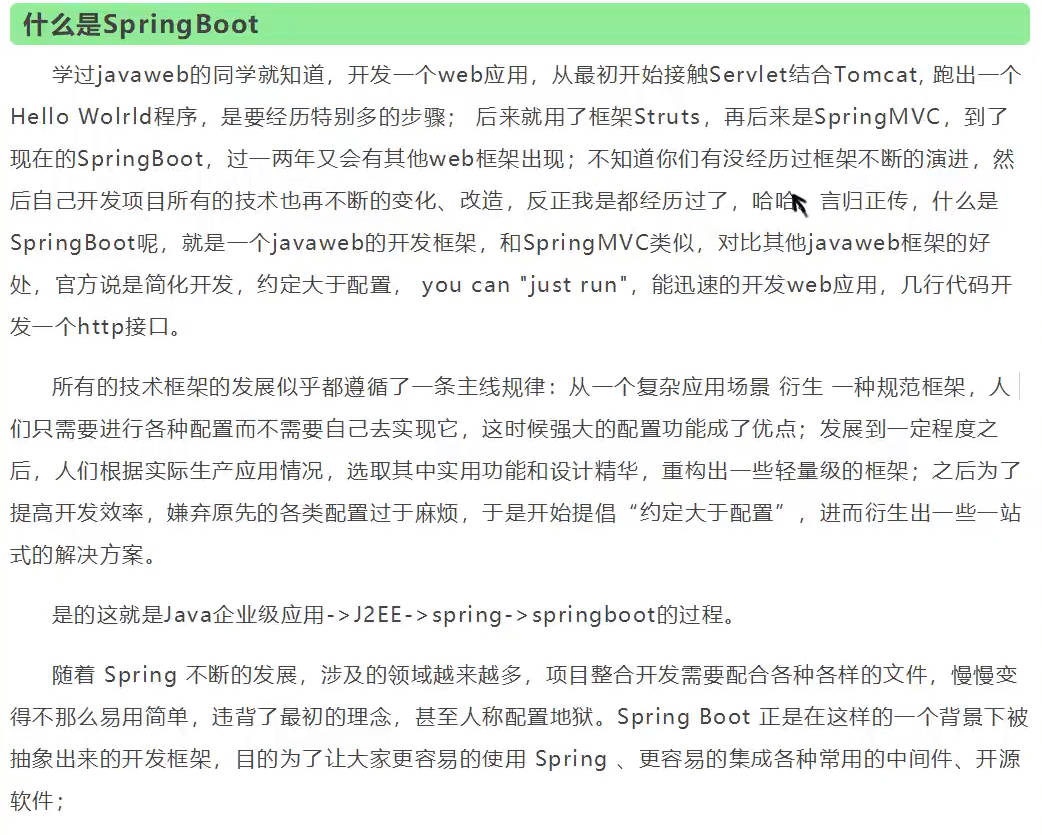 什么是SpringBoot
学过javaweb的同学就知道，开发一个web应用，从最初开始接触Servlet结合Tomcat, 跑出一个
Hello Wolrld程序，是要经历特别多的步骤； 后来就用了框架Struts，再后来是SpringMVC，到了
现在的SpringBoot，过一两年又会有其他web框架出现；不知道你们有没经历过框架不断的演进，然
后自己开发项目所有的技术也再不断的变化、改造，反正我是都经历过了，哈哈 言归正传，什么是
SpringBoot呢，就是一个javaweb的开发框架，和SpringMVC类似，对比其他javaweb框架的好
处，官方说是简化开发，约定大于配置， you can "just run"，能迅速的开发web应用，几行代码开
发一个http接口。
所有的技术框架的发展似乎都遵循了一条主线规律：从一个复杂应用场景 衍生 一种规范框架，人
们只需要进行各种配置而不需要自己去实现它，这时候强大的配置功能成了优点；发展到一定程度之
后，人们根据实际生产应用情况，选取其中实用功能和设计精华，重构出一些轻量级的框架；之后为了
提高开发效率，嫌弃原先的各类配置过于麻烦，于是开始提倡“约定大于配置”，进而衍生出一些一站
式的解决方案。
是的这就是Java企业级应用->J2EE->spring->springboot的过程。
随着 Spring 不断的发展，涉及的领域越来越多，项目整合开发需要配合各种各样的文件，慢慢变
得不那么易用简单，违背了最初的理念，甚至人称配置地狱。Spring Boot 正是在这样的一个背景下被
抽象出来的开发框架，目的为了让大家更容易的使用 Spring 、更容易的集成各种常用的中间件、开源
软件；